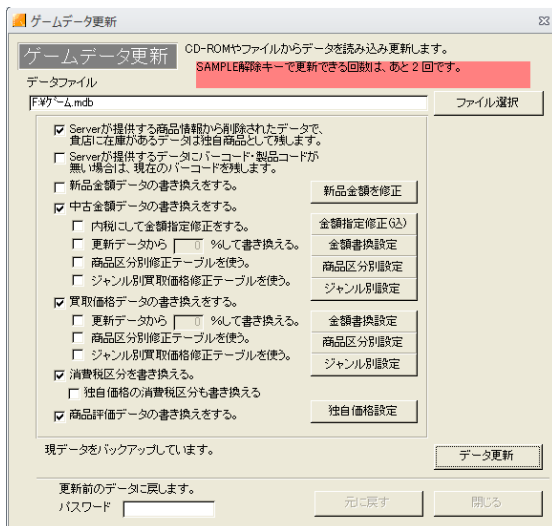 ゲームデータ更新
ゲームデータ更新
CD-ROMやファイルからデータを読み込み更新します。
SAMPLE解除キーで更新できる回数は、あと2回です。
データファイル
F:¥ゲーム.mdb
ファイル選択
Serverが提供する商品情報から削除されたデータで、
貴店に在庫があるデータは独自商品として残します。
Serverが提供するデータにバーコード・製品コードが
無い場合は、現在のバーコードを残します。
新品金額データの書き換えをする。
新品金額を修正
中古金額データの書き換えをする。
内税にして金額指定修正をする。
金額指定修正(込)
更新データから 0 %して書き換える。
金額書換設定
商品区分別修正テーブルを使う。
商品区分別設定
ジャンル別買取価格修正テーブルを使う。
ジャンル別設定
買取価格データの書き換えをする。
更新データから 0 %して書き換える。
金額書換設定
商品区分別修正テーブルを使う。
商品区分別設定
ジャンル別買取価格修正テーブルを使う。
ジャンル別設定
消費税区分を書き換える。
独自価格の消費税区分も書き換える
商品評価データの書き換えをする。
独自価格設定
現データをバックアップしています。
データ更新
更新前のデータに戻します。
パスワード
元に戻す
閉じる